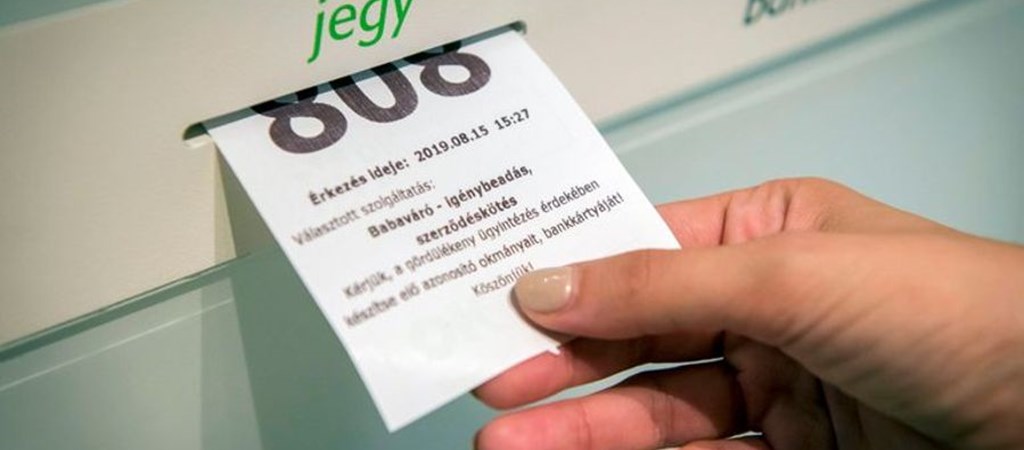 jegy
808
Érkezés ideje: 2019.08.15 15:27
Választott szolgáltatás:
Babaváró - igénybeadás,
szerződéskötés
Kérjük, a gördülékeny ügyintézés érdekében
készítse elő azonosító okmányait, bankkártyáját!
Köszönjük!